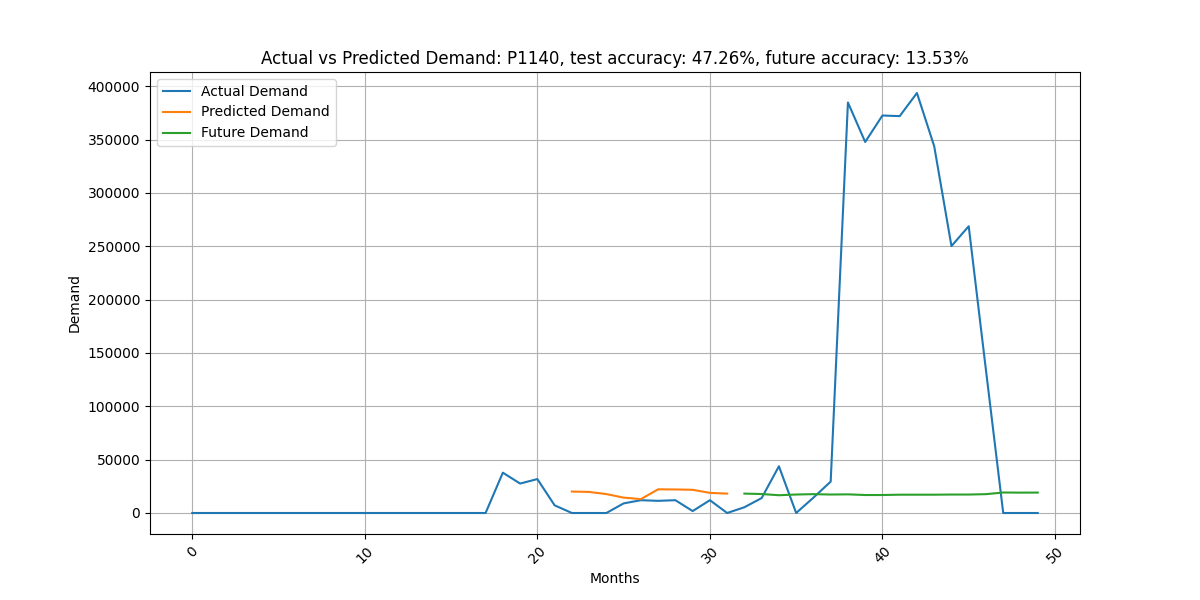 Actual vs Predicted Demand: P1140, test accuracy: 47.26%, future accuracy: 13.53%
Actual Demand
Predicted Demand
Future Demand
400000
350000
300000
250000
200000
150000
100000
50000
0
Demand
0 10 20 30 40 50
Months